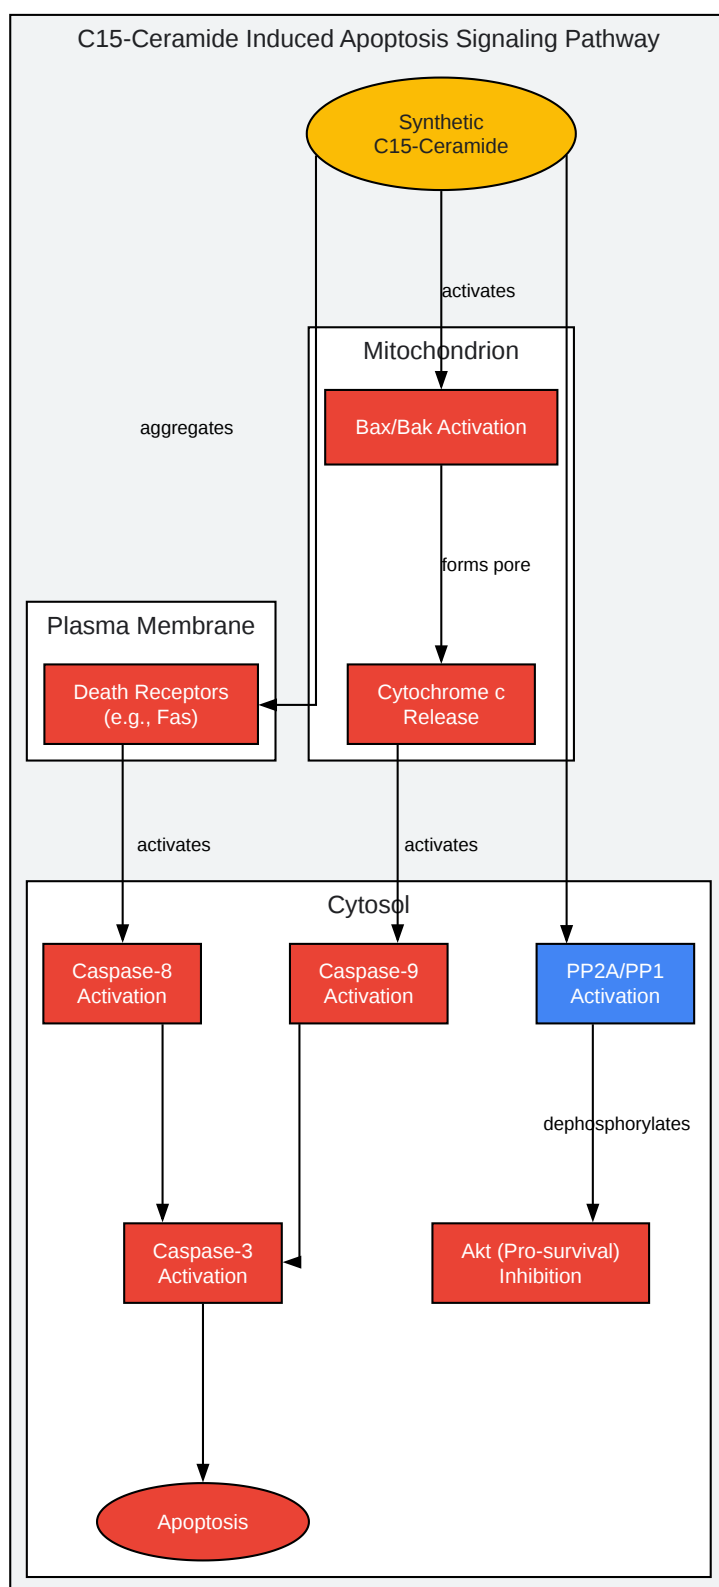 C15-Ceramide Induced Apoptosis Signaling Pathway
Synthetic
C15-Ceramide
activates
Mitochondrion
Bax/Bak Activation
aggregates
forms pore
Plasma Membrane
Death Receptors
(e.g., Fas)
Cytochrome c
Release
activates
activates
Cytosol
Caspase-8
Activation
Caspase-9
Activation
PP2A/PP1
Activation
dephosphorylates
Caspase-3
Activation
Akt (Pro-survival)
Inhibition
Apoptosis